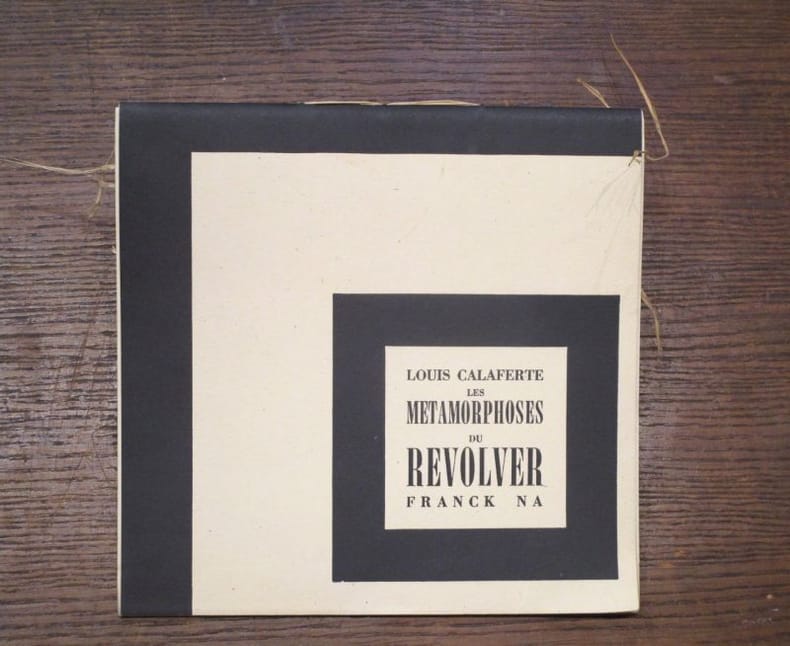 LOUIS CALAFERTE
LES
METAMORPHOSES
DU
REVOLVER
FRANCK NA